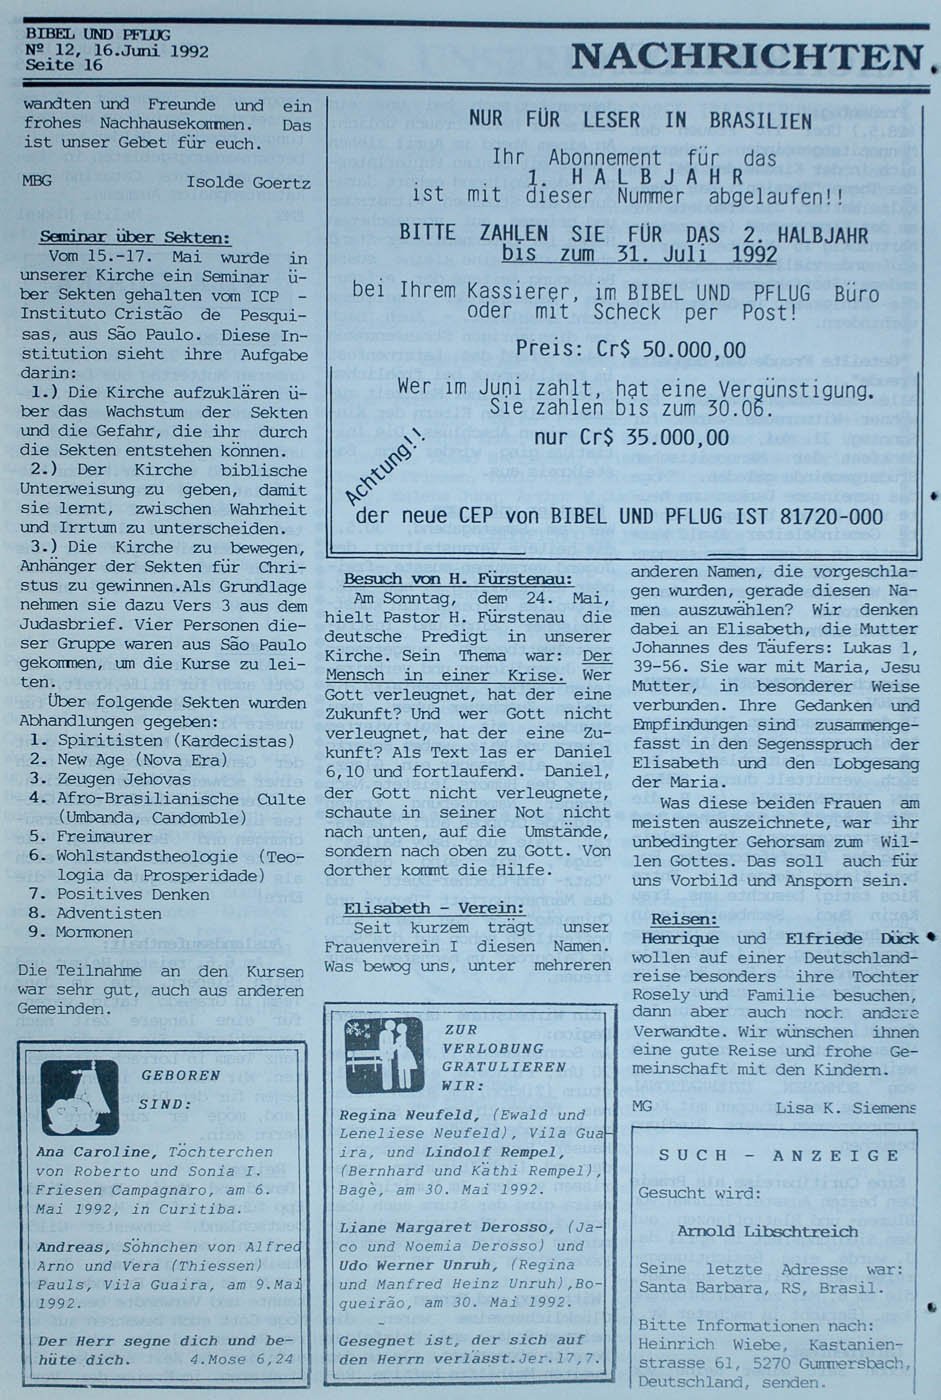 BIBEL UND PFLUG
Nº 12, 16.Juni 1992
Seite 16
NACHRICHTEN
wandten und Freunde und ein
frohes Nachhausekommen. Das
ist unser Gebet für euch.
MBG Isolde Goertz
Seminar über Sekten:
Vom 15.-17. Mai wurde in
unserer Kirche ein Seminar ü-
ber Sekten gehalten vom ICP -
Instituto Cristão de Pesqui-
sas, aus São Paulo. Diese In-
stitution sieht ihre Aufgabe
darin:
1.) Die Kirche aufzuklären ü-
ber das Wachstum der Sekten
und die Gefahr, die ihr durch
die Sekten entstehen können.
2.) Der Kirche biblische
Unterweisung zu geben, damit
sie lernt, zwischen Wahrheit
und Irrtum zu unterscheiden.
3.) Die Kirche zu bewegen,
Anhänger der Sekten für Chri-
stus zu gewinnen.Als Grundlage
nehmen sie dazu Vers 3 aus dem
Judasbrief. Vier Personen die-
ser Gruppe waren aus São Paulo
gekommen, um die Kurse zu lei-
ten.
Über folgende Sekten wurden
Abhandlungen gegeben:
1. Spiritisten (Kardecistas)
2. New Age (Nova Era)
3. Zeugen Jehovas
4. Afro-Brasilianische Culte
(Umbanda, Candomble)
5. Freimaurer
6. Wohlstandstheologie (Teo-
logia da Prosperidade)
7. Positives Denken
8. Adventisten
9. Mormonen
Die Teilnahme an den Kursen
war sehr gut, auch aus anderen
Gemeinden.
GEBOREN
SIND:
Ana Caroline, Töchterchen
von Roberto und Sonia I.
Friesen Campagnaro, am 6.
Mai 1992, in Curitiba.
Andreas, Söhnchen von Alfred
Arno und Vera (Thiessen)
Pauls, Vila Guaira, am 9.Mai
1992.
Der Herr segne dich und be-
hüte dich. 4.Mose 6,24
NUR FÜR LESER IN BRASILIEN
Ihr Abonnement für das
1. H A L B J A H R
ist mit dieser Nummer abgelaufen!!
BITTE ZAHLEN SIE FÜR DAS 2. HALBJAHR
bis zum 31. Juli 1992
bei Ihrem Kassierer, im BIBEL UND PFLUG Büro
oder mit Scheck per Post!
Preis: Cr$ 50.000,00
Wer im Juni zahlt, hat eine Vergünstigung.
Sie zahlen bis zum 30.06.
nur Cr$ 35.000,00
Achtung!!
der neue CEP von BIBEL UND PFLUG IST 81720-000
Besuch von H. Fürstenau:
Am Sonntag, dem 24. Mai,
hielt Pastor H. Fürstenau die
deutsche Predigt in unserer
Kirche. Sein Thema war: Der
Mensch in einer Krise. Wer
Gott verleugnet, hat der eine
Zukunft? Und wer Gott nicht
verleugnet, hat der eine Zu-
kunft? Als Text las er Daniel
6,10 und fortlaufend. Daniel,
der Gott nicht verleugnete,
schaute in seiner Not nicht
nach unten, auf die Umstände,
sondern nach oben zu Gott. Von
dorther kommt die Hilfe.
Elisabeth - Verein:
Seit kurzem trägt unser
Frauenverein I diesen Namen.
Was bewog uns, unter mehreren
ZUR
VERLOBUNG
GRATULIEREN
WIR:
Regina Neufeld, (Ewald und
Leneliese Neufeld), Vila Gua-
ira, und Lindolf Rempel,
(Bernhard und Käthi Rempel),
Bagè, am 30. Mai 1992.
Liane Margaret Derosso, (Ja-
co und Noemia Derosso) und
Udo Werner Unruh, (Regina
und Manfred Heinz Unruh),Bo-
queirão, am 30. Mai 1992.
Gesegnet ist, der sich auf
den Herrn verlässt.Jer.17,7.
anderen Namen, die vorgeschla-
gen wurden, gerade diesen Na-
men auszuwählen? Wir denken
dabei an Elisabeth, die Mutter
Johannes des Täufers: Lukas 1,
39-56. Sie war mit Maria, Jesu
Mutter, in besonderer Weise
verbunden. Ihre Gedanken und
Empfindungen sind zusammenge-
fasst in den Segensspruch der
Elisabeth und den Lobgesang
der Maria.
Was diese beiden Frauen am
meisten auszeichnete, war ihr
unbedingter Gehorsam zum Wil-
len Gottes. Das soll auch für
uns Vorbild und Ansporn sein.
Reisen:
Henrique und Elfriede Dück
wollen auf einer Deutschland-
reise besonders ihre Tochter
Rosely und Familie besuchen,
dann aber auch noch andere
Verwandte. Wir wünschen ihnen
eine gute Reise und frohe Ge-
meinschaft mit den Kindern.
MG Lisa K. Siemens
S U C H - A N Z E I G E
Gesucht wird:
Arnold Libschtreich
Seine letzte Adresse war:
Santa Barbara, RS, Brasil.
Bitte Informationen nach:
Heinrich Wiebe, Kastanien-
strasse 61, 5270 Gummersbach,
Deutschland, senden.